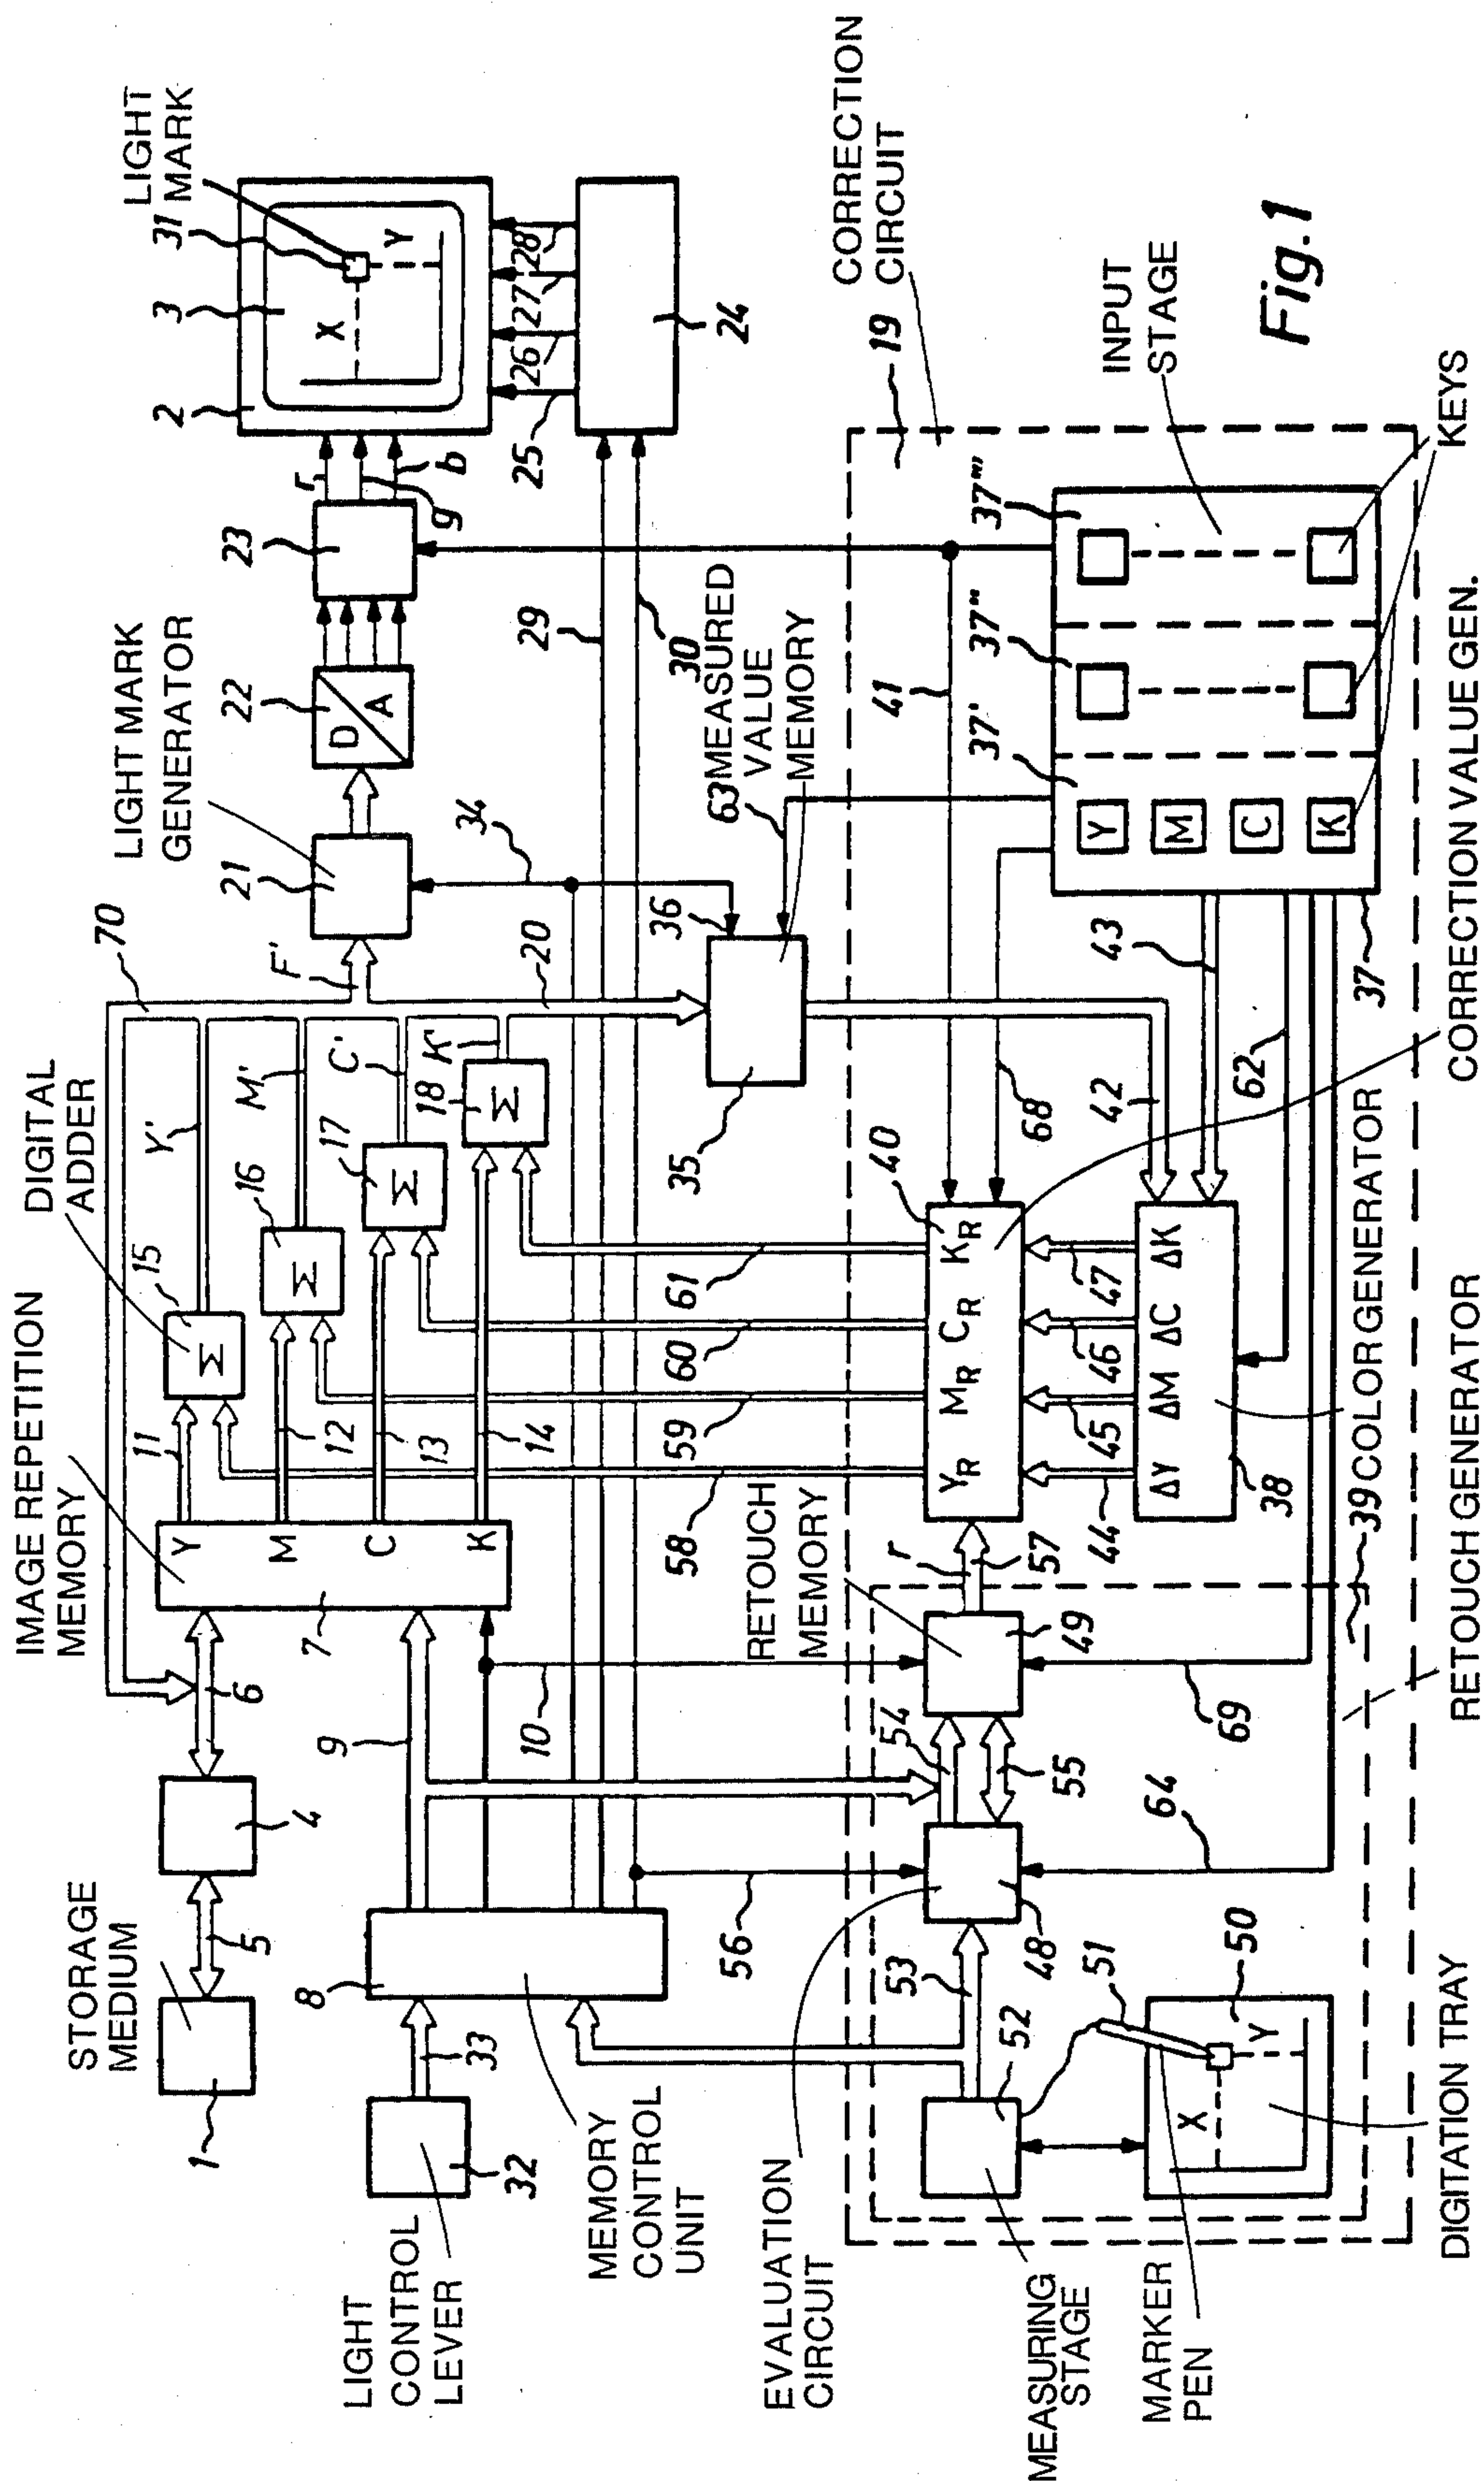 STORAGE
MEDIUM
1
5
4
6
IMAGE REPETITION
MEMORY
7
Y
M
C
K
11
12
13
14
DIGITAL
ADDER
15
Σ
16
Σ
17
Σ
18
Σ
Y'
M'
C'
K'
70
F'
20
LIGHT MARK
GENERATOR
21
22
D
A
23
r
g
b
2
3
31
LIGHT
MARK
X
Y
25
26
27
28
24
LIGHT
CONTROL
LEVER
32
33
8
MEMORY
CONTROL
UNIT
9
10
29
30
34
36
35
63
MEASURED
VALUE
MEMORY
56
58
59
60
61
EVALUATION
CIRCUIT
RETOUCH
MEMORY
CORRECTION
CIRCUIT
19
41
68
40
YR
MR
CR
KR
r
57
49
54
55
48
53
52
MEASURING
STAGE
MARKER
PEN
51
50
X
Y
DIGITATION TRAY
64
69
44
45
46
47
ΔY
ΔM
ΔC
ΔK
38
42
43
62
37
37'
37"
37"'
Y
M
C
K
INPUT
STAGE
KEYS
39
COLOR GENERATOR
RETOUCH GENERATOR
CORRECTION VALUE GEN.
Fig.1